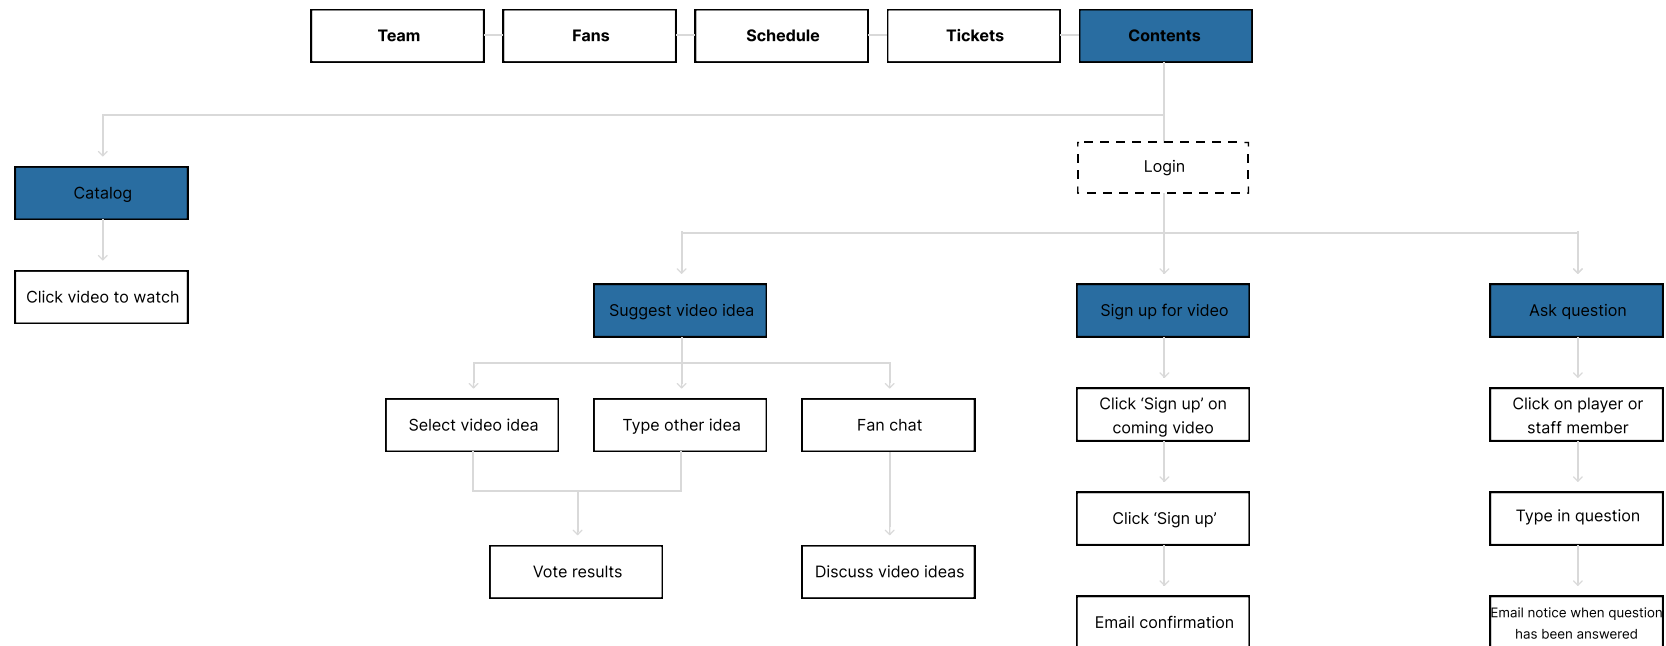 Team
Fans
Schedule
Tickets
Contents
Login
Catalog
Click video to watch
Suggest video idea
Sign up for video
Ask question
Select video idea
Type other idea
Fan chat
Click ‘Sign up’ on
coming video
Click on player or
staff member
Click ‘Sign up’
Type in question
Vote results
Discuss video ideas
Email confirmation
Email notice when question
has been answered